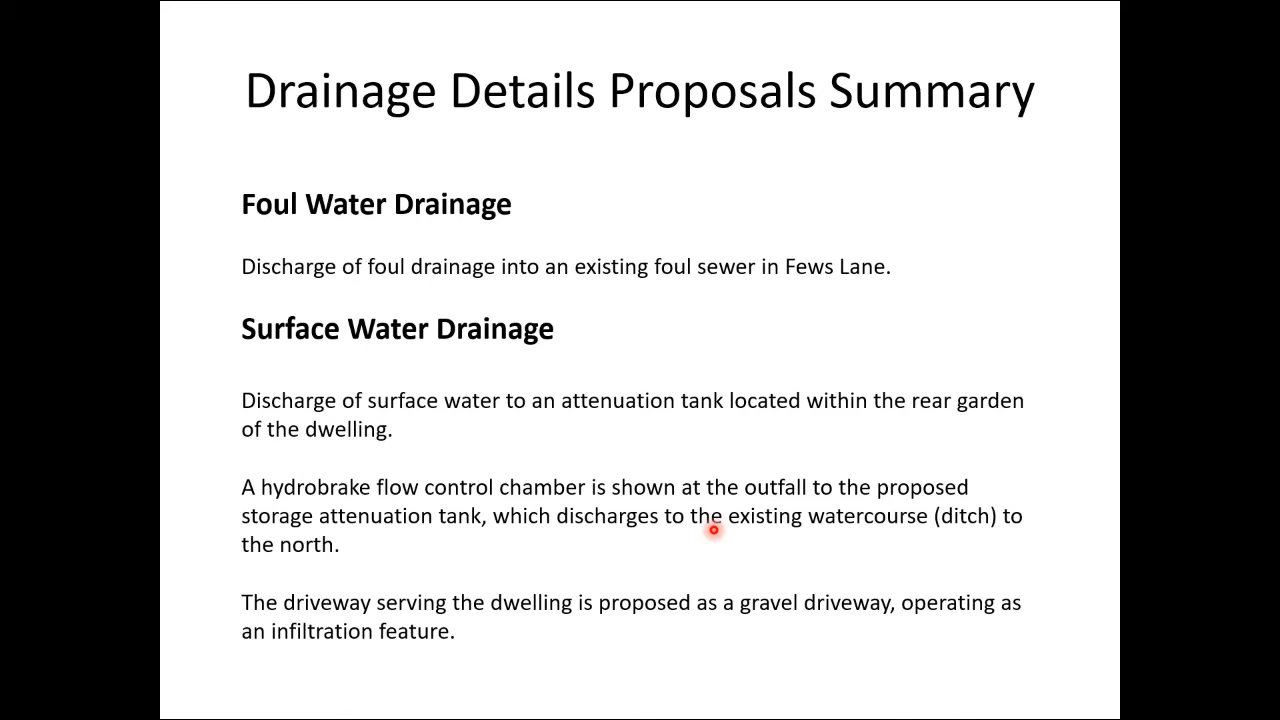 Drainage Details Proposals Summary
Foul Water Drainage
Discharge of foul drainage into an existing foul sewer in Fews Lane.
Surface Water Drainage
Discharge of surface water to an attenuation tank located within the rear garden
of the dwelling.
A hydrobrake flow control chamber is shown at the outfall to the proposed
storage attenuation tank, which discharges to the existing watercourse (ditch) to
the north.
The driveway serving the dwelling is proposed as a gravel driveway, operating as
an infiltration feature.